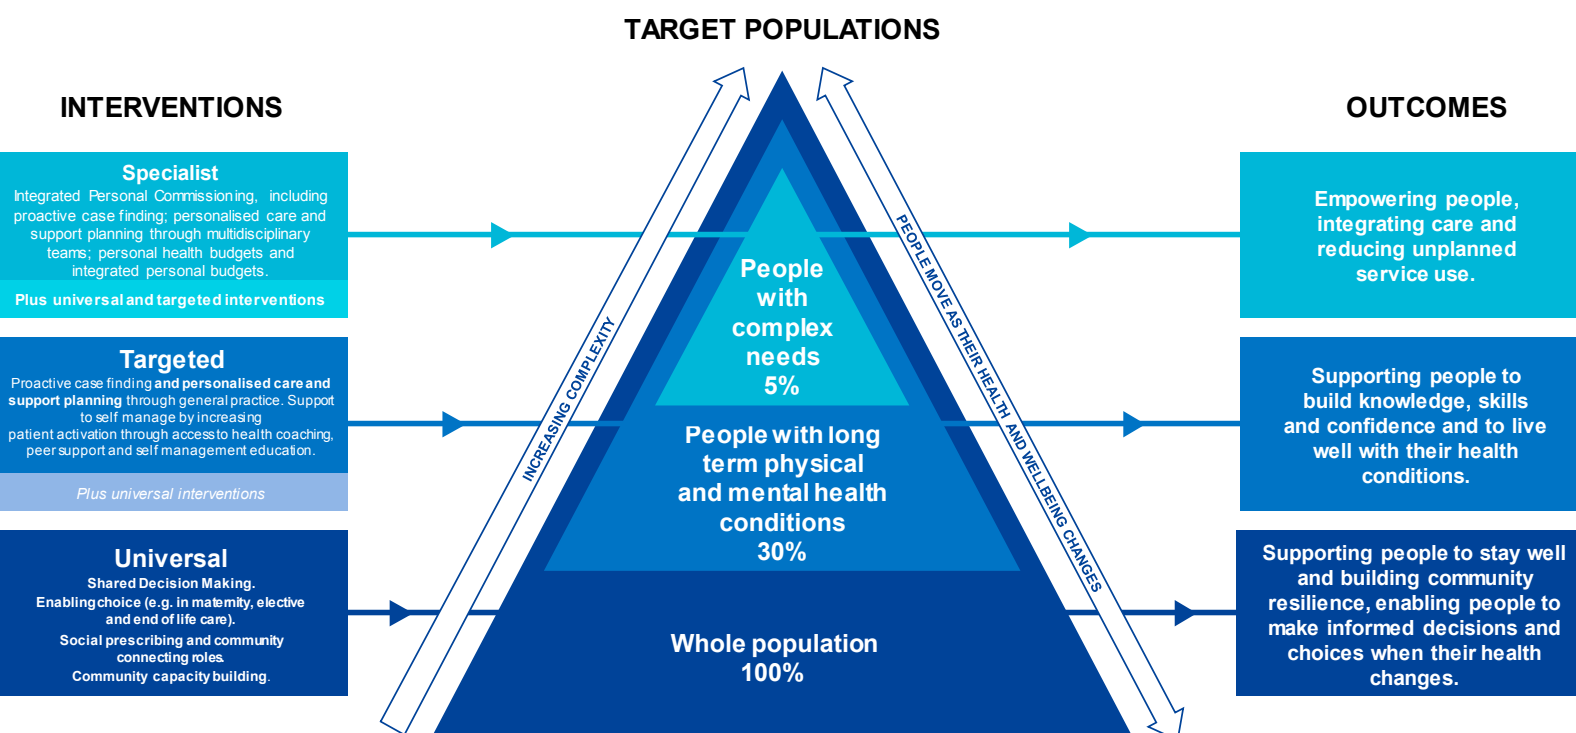 TARGET POPULATIONS
INTERVENTIONS
OUTCOMES
Specialist
Integrated Personal Commissioning, including
proactive case finding; personalised care and
support planning through multidisciplinary
teams; personal health budgets and
integrated personal budgets.
Plus universal and targeted interventions
Targeted
Proactive case finding and personalised care and
support planning through general practice. Support
to self manage by increasing
patient activation through access to health coaching,
peer support and self management education.
Plus universal interventions
Universal
Shared Decision Making.
Enabling choice (e.g. in maternity, elective
and end of life care).
Social prescribing and community
connecting roles.
Community capacity building.
INCREASING COMPLEXITY
People
with
complex
needs
5%
People with long
term physical
and mental health
conditions
30%
Whole population
100%
PEOPLE MOVE AS THEIR HEALTH AND WELLBEING CHANGES
Empowering people,
integrating care and
reducing unplanned
service use.
Supporting people to
build knowledge, skills
and confidence and to live
well with their health
conditions.
Supporting people to stay well
and building community
resilience, enabling people to
make informed decisions and
choices when their health
changes.